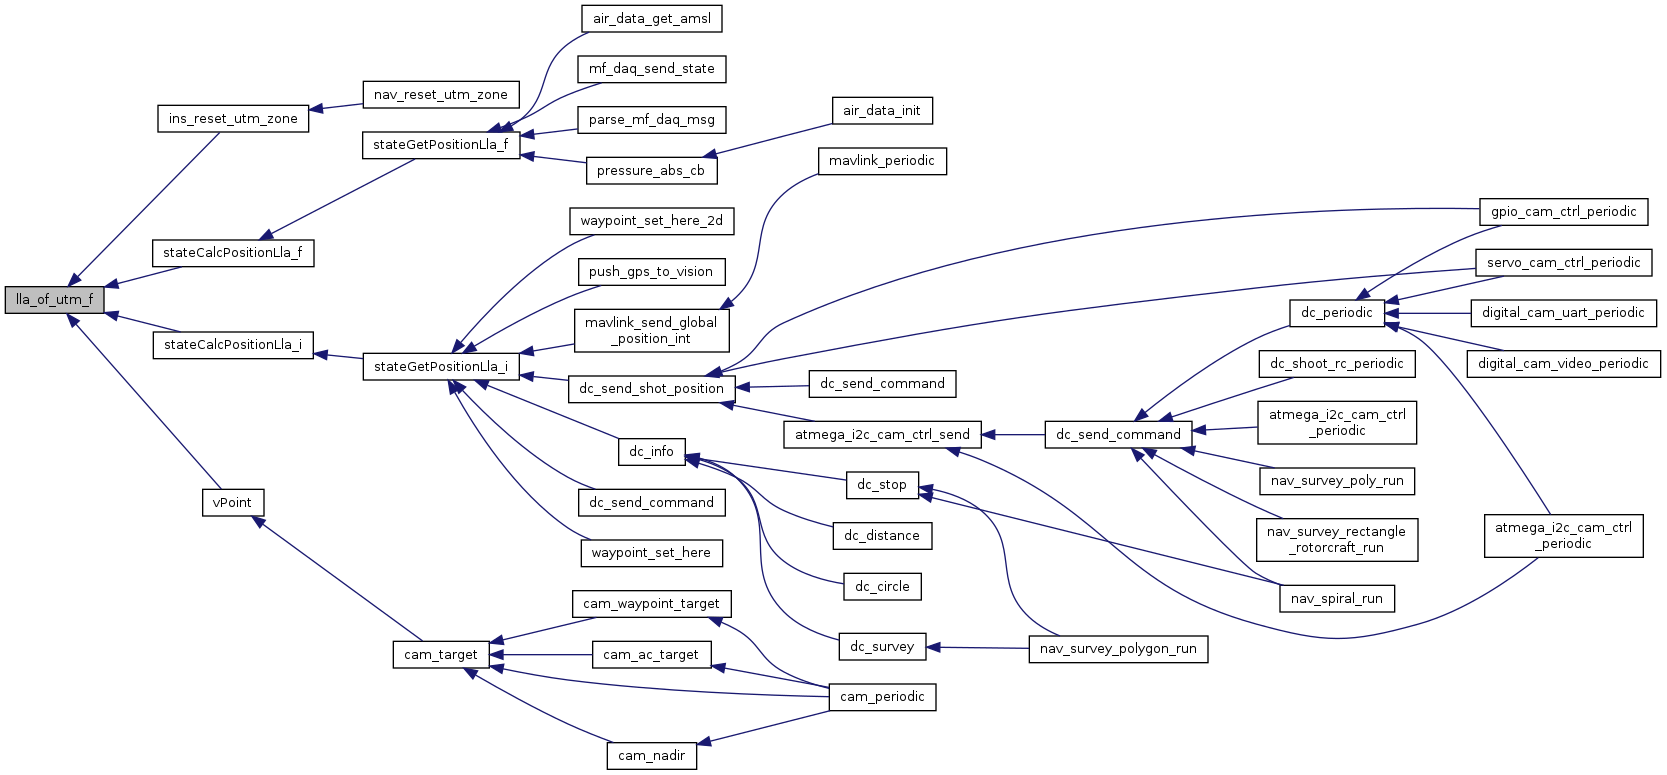 air_data_get_amsl
mf_daq_send_state
nav_reset_utm_zone
ins_reset_utm_zone
parse_mf_daq_msg
air_data_init
stateGetPositionLla_f
pressure_abs_cb
mavlink_periodic
waypoint_set_here_2d
gpio_cam_ctrl_periodic
stateCalcPositionLla_f
push_gps_to_vision
servo_cam_ctrl_periodic
lla_of_utm_f
mavlink_send_global
_position_int
dc_periodic
digital_cam_uart_periodic
stateCalcPositionLla_i
stateGetPositionLla_i
dc_send_shot_position
dc_send_command
dc_shoot_rc_periodic
digital_cam_video_periodic
atmega_i2c_cam_ctrl_send
dc_send_command
atmega_i2c_cam_ctrl
_periodic
dc_info
dc_stop
nav_survey_poly_run
vPoint
dc_send_command
dc_distance
nav_survey_rectangle
_rotorcraft_run
atmega_i2c_cam_ctrl
_periodic
waypoint_set_here
dc_circle
nav_spiral_run
cam_waypoint_target
dc_survey
nav_survey_polygon_run
cam_target
cam_ac_target
cam_periodic
cam_nadir